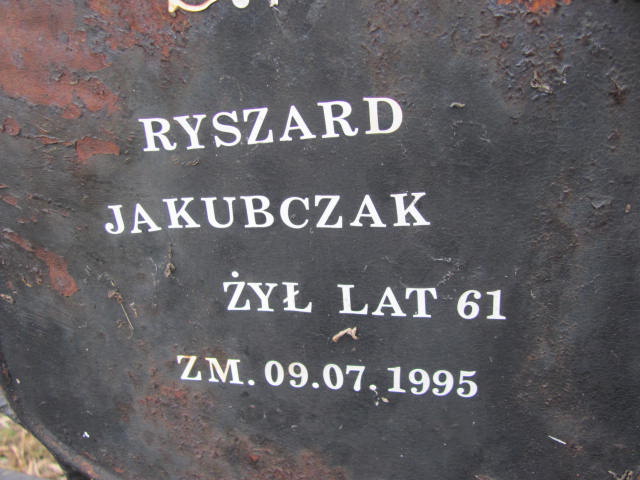 RYSZARD
JAKUBCZAK
ŻYŁ LAT 61
ZM. 09.07.1995